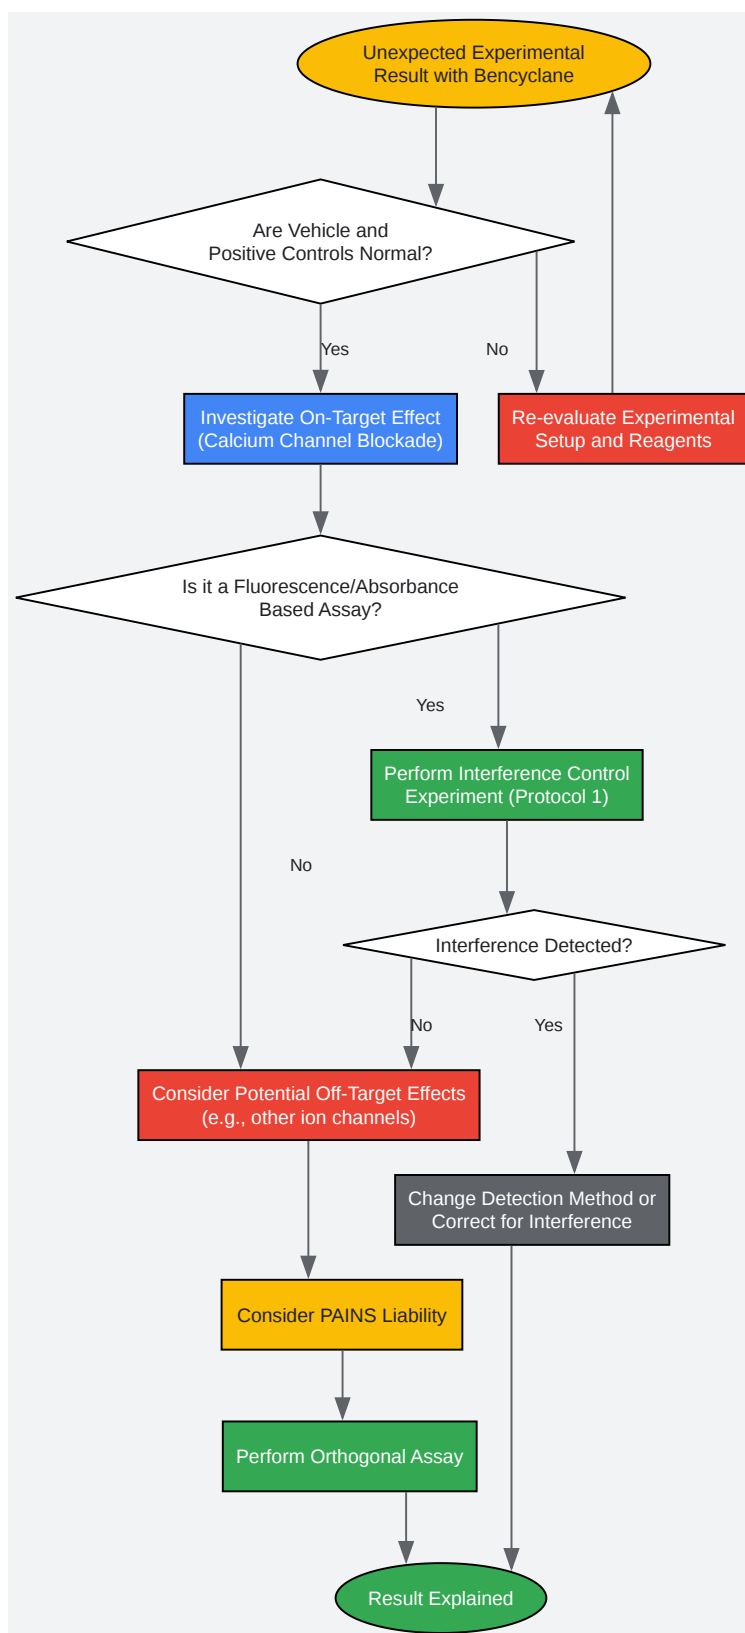 Unexpected Experimental
Result with Bencyclane
Are Vehicle and
Positive Controls Normal?
Yes
No
Investigate On-Target Effect
(Calcium Channel Blockade)
Re-evaluate Experimental
Setup and Reagents
Is it a Fluorescence/Absorbance
Based Assay?
Yes
Perform Interference Control
Experiment (Protocol 1)
No
Interference Detected?
No
Yes
Consider Potential Off-Target Effects
(e.g., other ion channels)
Change Detection Method or
Correct for Interference
Consider PAINS Liability
Perform Orthogonal Assay
Result Explained